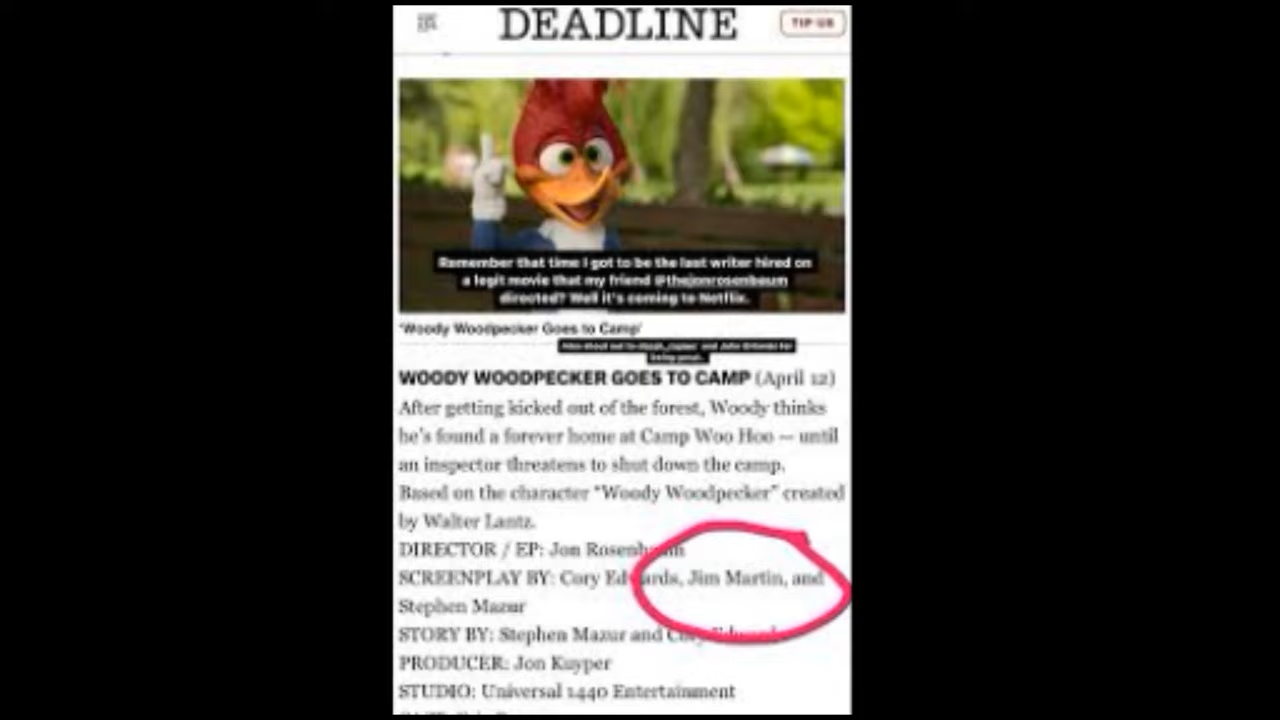 DEADLINE
TIP US
Remember that time I got to be the last writer hired on
a legit movie that my friend @thejonrosenbaum
directed? Well it's coming to Netflix.
'Woody Woodpecker Goes to Camp'
being
WOODY WOODPECKER GOES TO CAMP (April 12)
After getting kicked out of the forest, Woody thinks
he's found a forever home at Camp Woo Hoo — until
an inspector threatens to shut down the camp.
Based on the character "Woody Woodpecker" created
by Walter Lantz.
DIRECTOR / EP: Jon Rosenbaum
SCREENPLAY BY: Cory Edwards, Jim Martin, and
Stephen Mazur
STORY BY: Stephen Mazur and Cory Edwards
PRODUCER: Jon Kuyper
STUDIO: Universal 1440 Entertainment